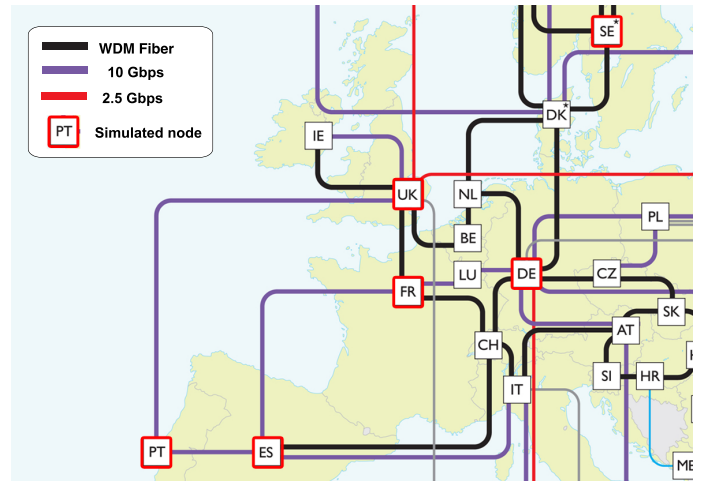 WDM Fiber
10 Gbps
2.5 Gbps
PT Simulated node
SE*
DK*
IE
UK
NL
BE
PL
LU
DE
CZ
FR
SK
AT
CH
SI
HR
IT
PT
ES